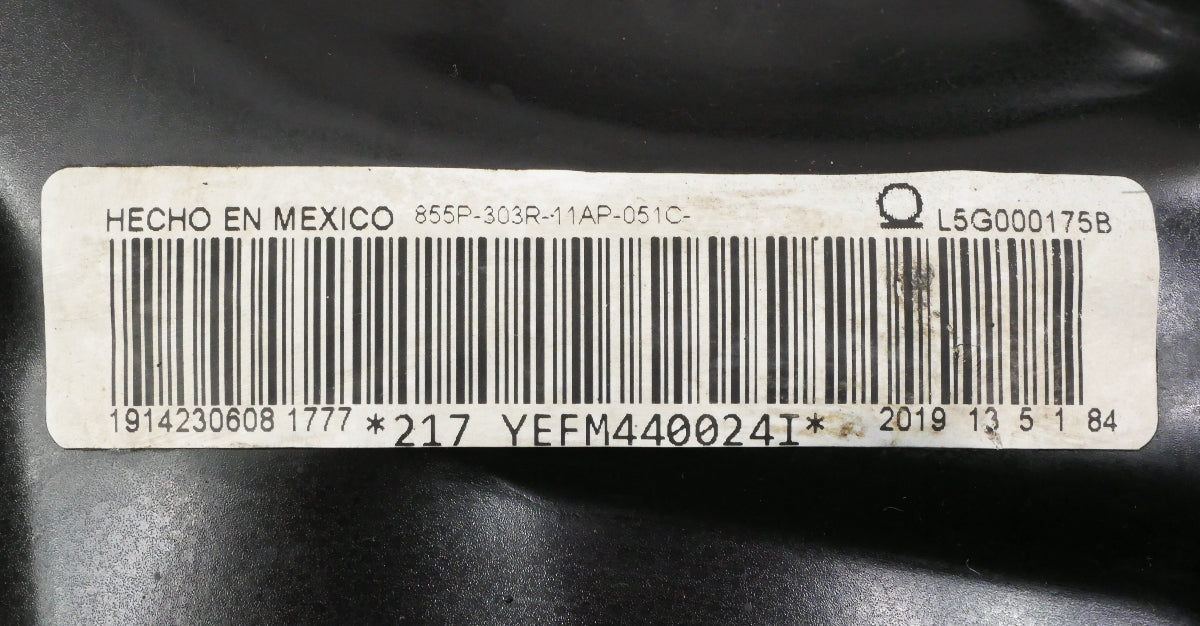 HECHO EN MEXICO 855P-303R-11AP-051C- L5G000175B
1914230608 1777 *217 YEFM440024I* 2019 13 5 1 84